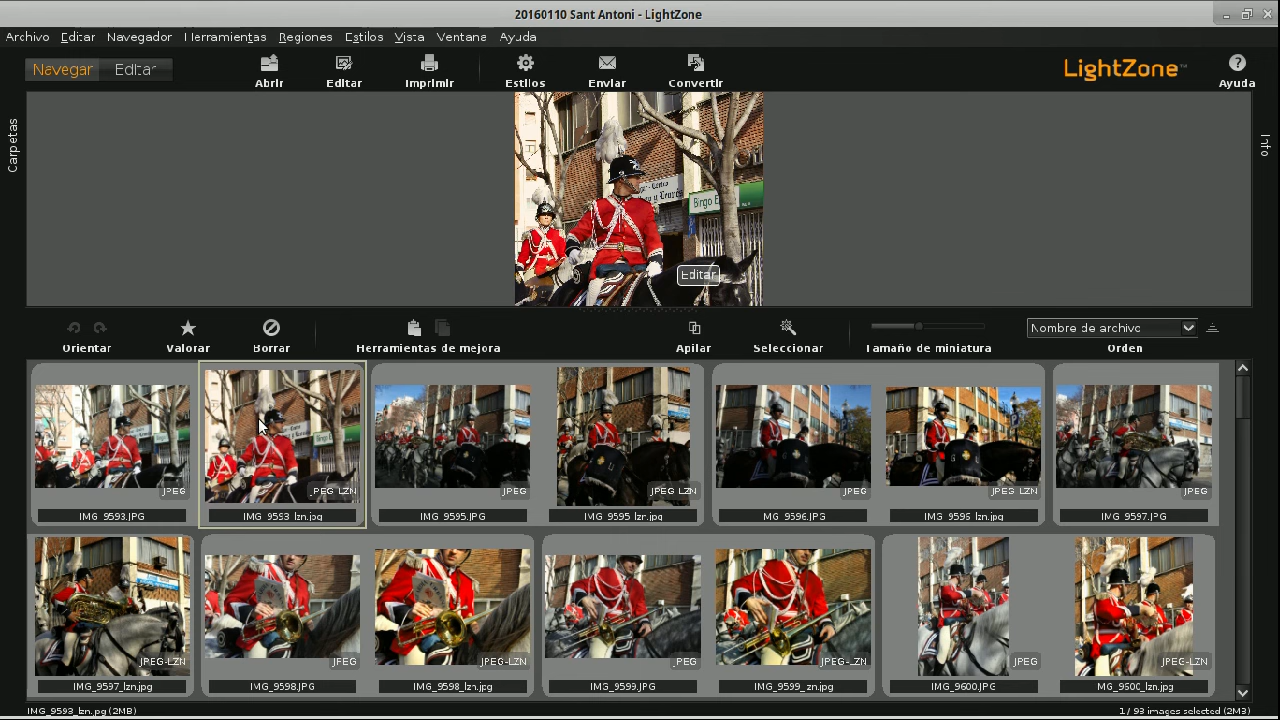 20160110 Sant Antoni - LightZone
Archivo Editar Navegador Herramientas Regiones Estilos Vista Ventana Ayuda
Navegar Editar Abrir Editar Imprimir Estilos Enviar Convertir LightZone Ayuda
Carpetas
Info
Birgo
Editar
Orientar Valorar Borrar Herramientas de mejora Apilar Seleccionar Tamaño de miniatura Nombre de archivo Orden
JPEG JPEG-LZN JPEG JPEG-LZN JPEG JPEG-LZN JPEG
IMG_9593.JPG IMG_9593_lzn.jpg IMG_9595.JPG IMG_9595_lzn.jpg IMG_9596.JPG IMG_9596_lzn.jpg IMG_9597.JPG
JPEG-LZN JPEG JPEG-LZN JPEG JPEG-LZN JPEG JPEG-LZN
IMG_9597_lzn.jpg IMG_9598.JPG IMG_9598_lzn.jpg IMG_9599.JPG IMG_9599_lzn.jpg IMG_9600.JPG IMG_9600_lzn.jpg
IMG_9593_lzn.jpg (2MB) 1 / 93 images selected (2MB)